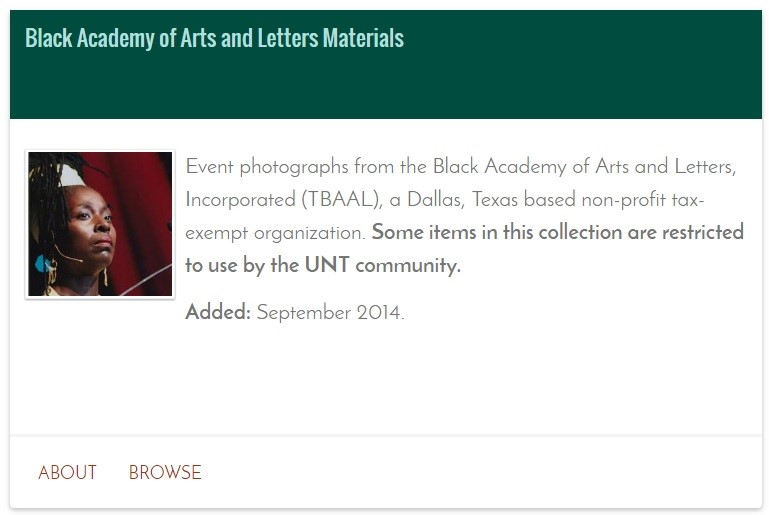 Black Academy of Arts and Letters Materials
Event photographs from the Black Academy of Arts and Letters,
Incorporated (TBAAL), a Dallas, Texas based non-profit tax-
exempt organization. Some items in this collection are restricted
to use by the UNT community.
Added: September 2014.
ABOUT BROWSE